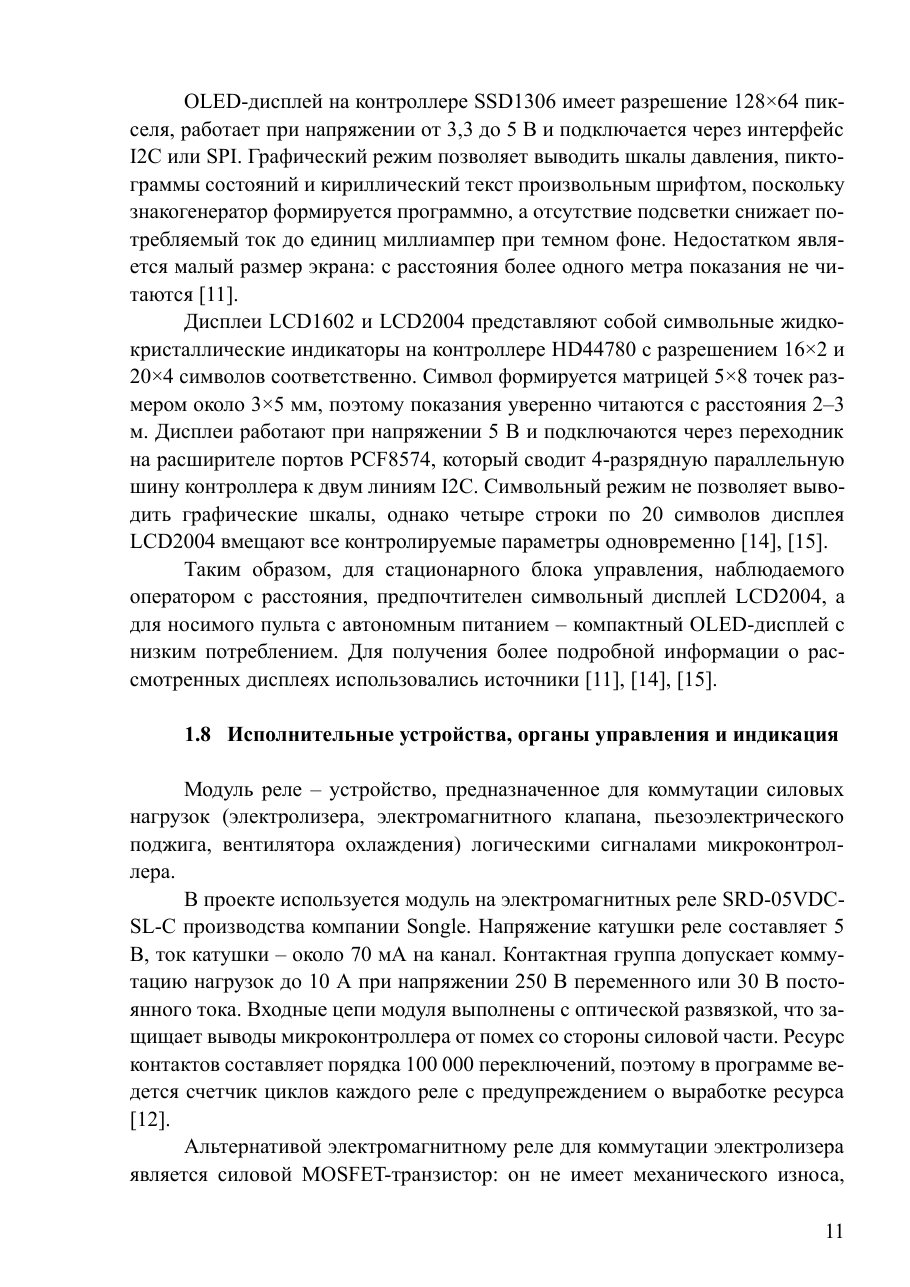 OLED-дисплей на контроллере SSD1306 имеет разрешение 128×64 пик-
селя, работает при напряжении от 3,3 до 5 В и подключается через интерфейс
I2C или SPI. Графический режим позволяет выводить шкалы давления, пикто-
граммы состояний и кириллический текст произвольным шрифтом, поскольку
знакогенератор формируется программно, а отсутствие подсветки снижает по-
требляемый ток до единиц миллиампер при темном фоне. Недостатком явля-
ется малый размер экрана: с расстояния более одного метра показания не чи-
таются [11].
Дисплеи LCD1602 и LCD2004 представляют собой символьные жидко-
кристаллические индикаторы на контроллере HD44780 с разрешением 16×2 и
20×4 символов соответственно. Символ формируется матрицей 5×8 точек раз-
мером около 3×5 мм, поэтому показания уверенно читаются с расстояния 2–3
м. Дисплеи работают при напряжении 5 В и подключаются через переходник
на расширителе портов PCF8574, который сводит 4-разрядную параллельную
шину контроллера к двум линиям I2C. Символьный режим не позволяет выво-
дить графические шкалы, однако четыре строки по 20 символов дисплея
LCD2004 вмещают все контролируемые параметры одновременно [14], [15].
Таким образом, для стационарного блока управления, наблюдаемого
оператором с расстояния, предпочтителен символьный дисплей LCD2004, а
для носимого пульта с автономным питанием – компактный OLED-дисплей с
низким потреблением. Для получения более подробной информации о рас-
смотренных дисплеях использовались источники [11], [14], [15].
1.8 Исполнительные устройства, органы управления и индикация
Модуль реле – устройство, предназначенное для коммутации силовых
нагрузок (электролизера, электромагнитного клапана, пьезоэлектрического
поджига, вентилятора охлаждения) логическими сигналами микроконтрол-
лера.
В проекте используется модуль на электромагнитных реле SRD-05VDC-
SL-C производства компании Songle. Напряжение катушки реле составляет 5
В, ток катушки – около 70 мА на канал. Контактная группа допускает комму-
тацию нагрузок до 10 А при напряжении 250 В переменного или 30 В посто-
янного тока. Входные цепи модуля выполнены с оптической развязкой, что за-
щищает выводы микроконтроллера от помех со стороны силовой части. Ресурс
контактов составляет порядка 100 000 переключений, поэтому в программе ве-
дется счетчик циклов каждого реле с предупреждением о выработке ресурса
[12].
Альтернативой электромагнитному реле для коммутации электролизера
является силовой MOSFET-транзистор: он не имеет механического износа,
11